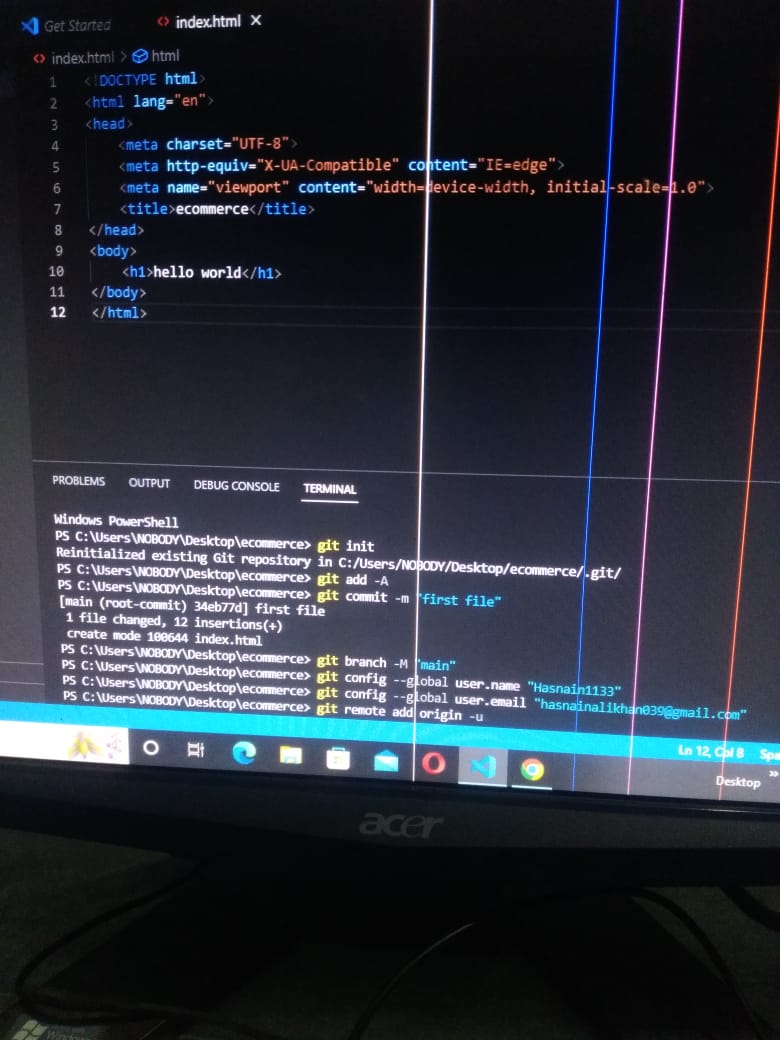 Get Started
index.html
index.html > html
1 <!DOCTYPE html>
2 <html lang="en">
3 <head>
4 <meta charset="UTF-8">
5 <meta http-equiv="X-UA-Compatible" content="IE=edge">
6 <meta name="viewport" content="width=device-width, initial-scale=1.0">
7 <title>ecommerce</title>
8 </head>
9 <body>
10 <h1>hello world</h1>
11 </body>
12 </html>
PROBLEMS OUTPUT DEBUG CONSOLE TERMINAL
Windows PowerShell
PS C:\Users\NOBODY\Desktop\ecommerce> git init
Reinitialized existing Git repository in C:/Users/NOBODY/Desktop/ecommerce/.git/
PS C:\Users\NOBODY\Desktop\ecommerce> git add -A
PS C:\Users\NOBODY\Desktop\ecommerce> git commit -m "first file"
[main (root-commit) 34eb77d] first file
1 file changed, 12 insertions(+)
create mode 100644 index.html
PS C:\Users\NOBODY\Desktop\ecommerce> git branch -M "main"
PS C:\Users\NOBODY\Desktop\ecommerce> git config --global user.name "Hasnain1133"
PS C:\Users\NOBODY\Desktop\ecommerce> git config --global user.email "hasnainalikhan039@gmail.com"
PS C:\Users\NOBODY\Desktop\ecommerce> git remote add origin -u
Ln 12, Col 8 Spa
Desktop
acer